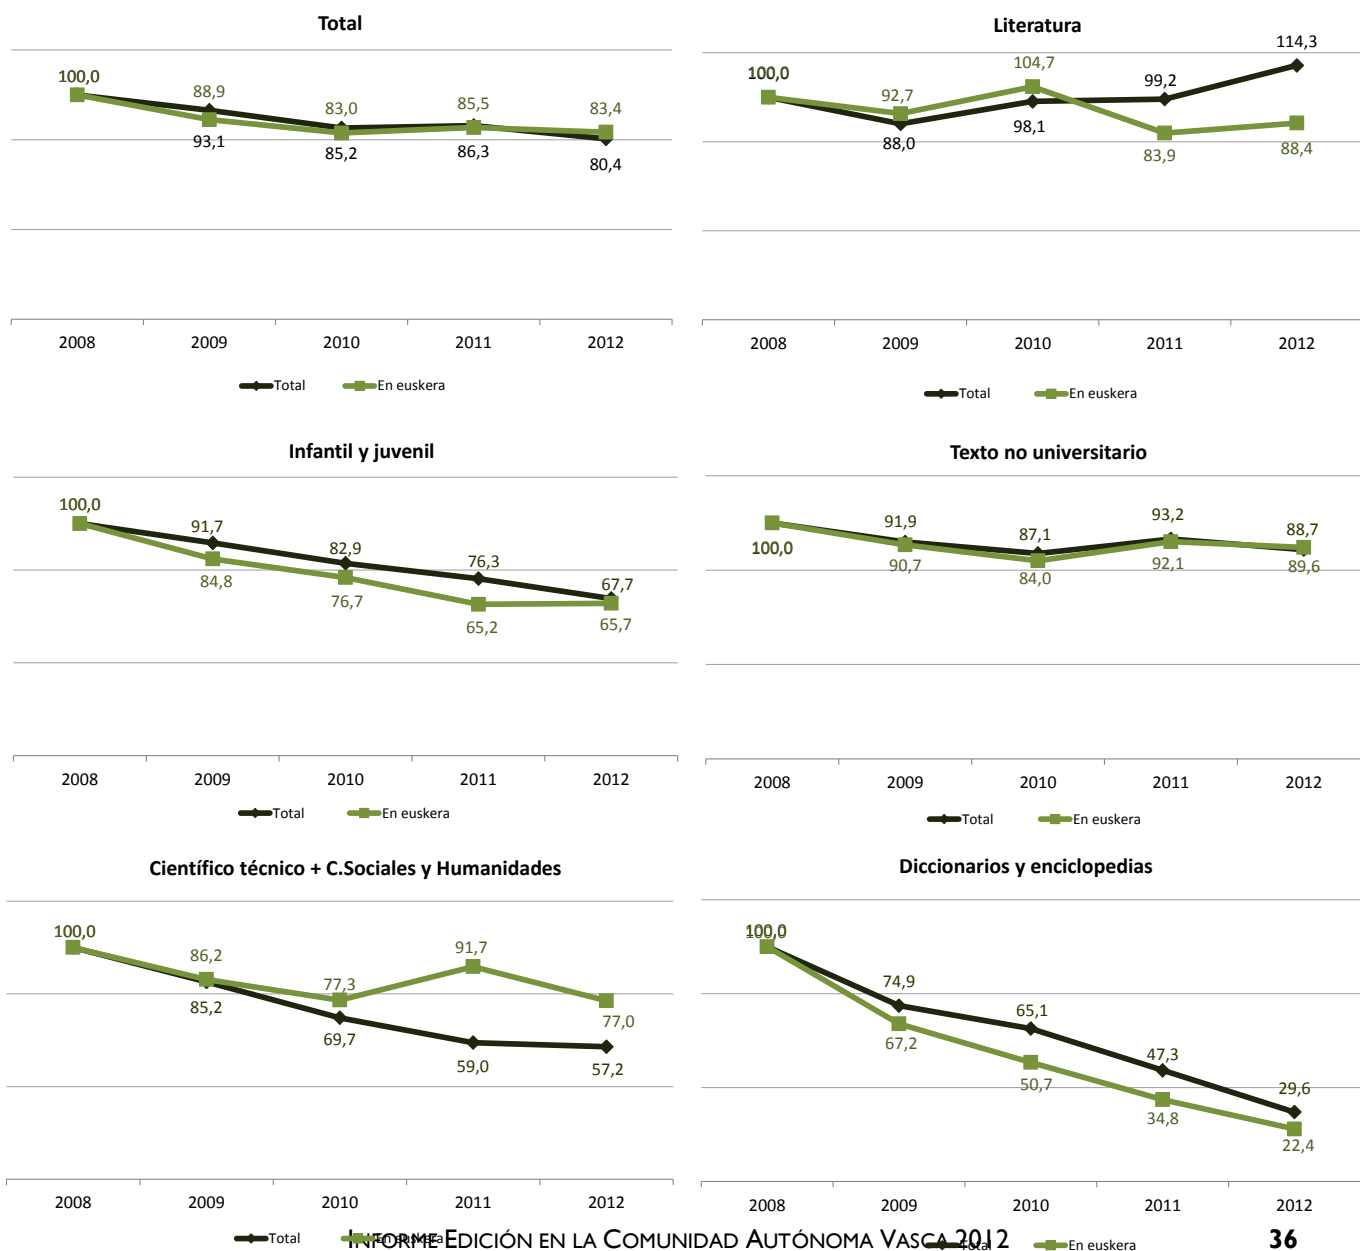 Total
100,0
88,9
93,1
83,0
85,2
85,5
86,3
83,4
80,4
2008 2009 2010 2011 2012
Total En euskera
Literatura
100,0
92,7
88,0
104,7
98,1
99,2
83,9
114,3
88,4
2008 2009 2010 2011 2012
Total En euskera
Infantil y juvenil
100,0
91,7
84,8
82,9
76,7
76,3
65,2
67,7
65,7
2008 2009 2010 2011 2012
Total En euskera
Texto no universitario
100,0
91,9
90,7
87,1
84,0
93,2
92,1
88,7
89,6
2008 2009 2010 2011 2012
Total En euskera
Científico técnico + C.Sociales y Humanidades
100,0
86,2
85,2
77,3
69,7
91,7
59,0
77,0
57,2
2008 2009 2010 2011 2012
Total En euskera
Diccionarios y enciclopedias
100,0
100,0
74,9
67,2
65,1
50,7
47,3
34,8
29,6
22,4
2008 2009 2010 2011 2012
Total En euskera
INFORME EDICIÓN EN LA COMUNIDAD AUTÓNOMA VASCA 2012 36